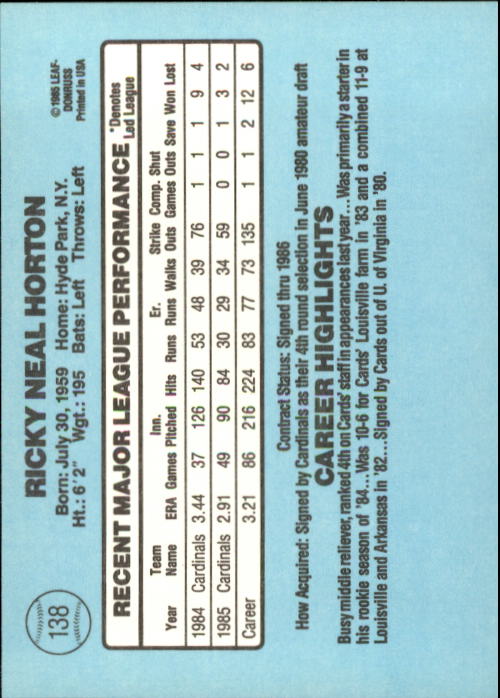 138
RICKY NEAL HORTON
Born: July 30, 1959 Home: Hyde Park, N.Y.
Ht.: 6'2" Wgt.: 195 Bats: Left Throws: Left
©1985 LEAF-
DONRUSS
Printed in USA
RECENT MAJOR LEAGUE PERFORMANCE
*Denotes
Led League
Team Inn. Er. Strike Comp. Shut
Year Name ERA Games Pitched Hits Runs Runs Walks Outs Games Outs Save Won Lost
1984 Cardinals 3.44 37 126 140 53 48 39 76 1 1 1 9 4
1985 Cardinals 2.91 49 90 84 30 29 34 59 0 0 1 3 2
Career 3.21 86 216 224 83 77 73 135 1 1 2 12 6
Contract Status: Signed thru 1986
How Acquired: Signed by Cardinals as their 4th round selection in June 1980 amateur draft
CAREER HIGHLIGHTS
Busy middle reliever, ranked 4th on Cards' staff in appearances last year...Was primarily a starter in
his rookie season of '84...Was 10-6 for Cards' Louisville farm in '83 and a combined 11-9 at
Louisville and Arkansas in '82....Signed by Cards out of U. of Virginia in '80.